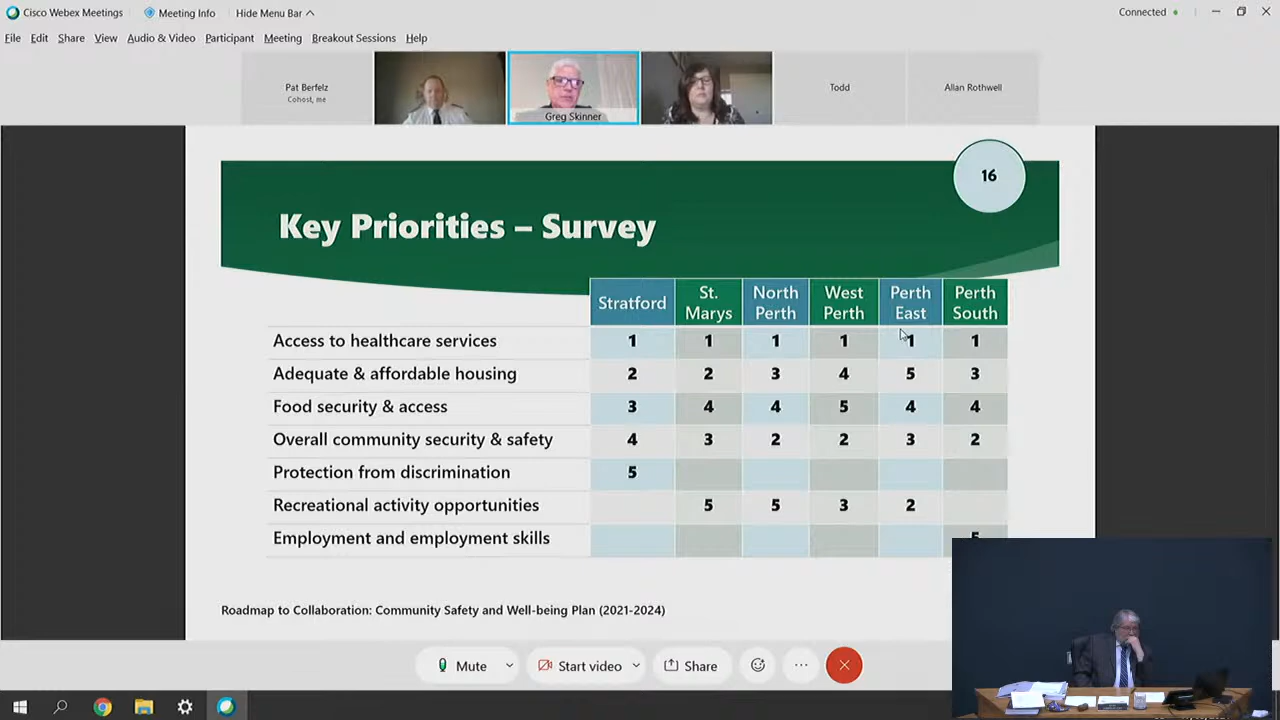 Cisco Webex Meetings Meeting Info Hide Menu Bar Connected
File Edit Share View Audio & Video Participant Meeting Breakout Sessions Help
Pat Berfelz
Cohost, me
Greg Skinner
Todd
Allan Rothwell
16
Key Priorities – Survey
Stratford St. Marys North Perth West Perth Perth East Perth South
Access to healthcare services 1 1 1 1 1 1
Adequate & affordable housing 2 2 3 4 5 3
Food security & access 3 4 4 5 4 4
Overall community security & safety 4 3 2 2 3 2
Protection from discrimination 5
Recreational activity opportunities 5 5 3 2
Employment and employment skills 5
Roadmap to Collaboration: Community Safety and Well-being Plan (2021-2024)
Mute Start video Share